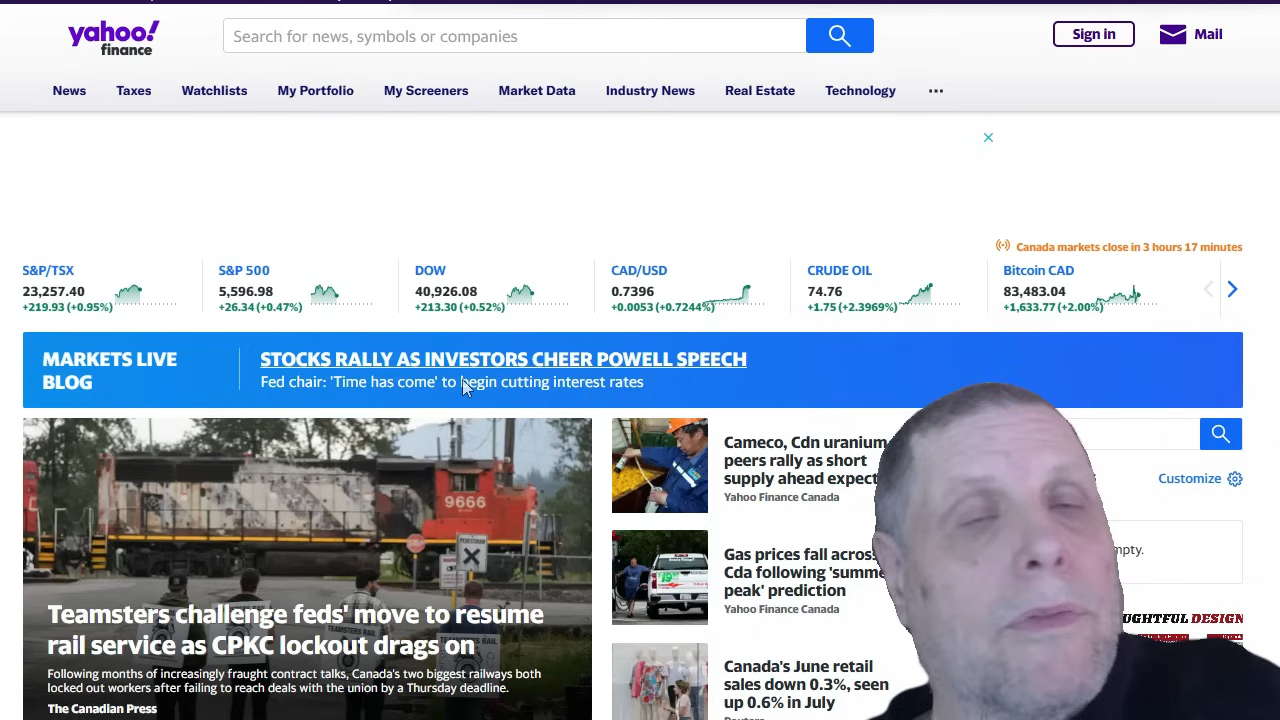 yahoo!
finance
Search for news, symbols or companies
Sign in
Mail
News
Taxes
Watchlists
My Portfolio
My Screeners
Market Data
Industry News
Real Estate
Technology
...
Canada markets close in 3 hours 17 minutes
S&P/TSX
23,257.40
+219.93 (+0.95%)
S&P 500
5,596.98
+26.34 (+0.47%)
DOW
40,926.08
+213.30 (+0.52%)
CAD/USD
0.7396
+0.0053 (+0.7244%)
CRUDE OIL
74.76
+1.75 (+2.3969%)
Bitcoin CAD
83,483.04
+1,633.77 (+2.00%)
MARKETS LIVE
BLOG
STOCKS RALLY AS INVESTORS CHEER POWELL SPEECH
Fed chair: 'Time has come' to begin cutting interest rates
9666
Teamsters challenge feds' move to resume
rail service as CPKC lockout drags on
Following months of increasingly fraught contract talks, Canada's two biggest railways both
locked out workers after failing to reach deals with the union by a Thursday deadline.
The Canadian Press
Cameco, Cdn uranium
peers rally as short
supply ahead expect
Yahoo Finance Canada
Gas prices fall across
Cda following 'summe
peak' prediction
Yahoo Finance Canada
Canada's June retail
sales down 0.3%, seen
up 0.6% in July
Reuters
Customize
mpty.
UGHTFUL DESIGN